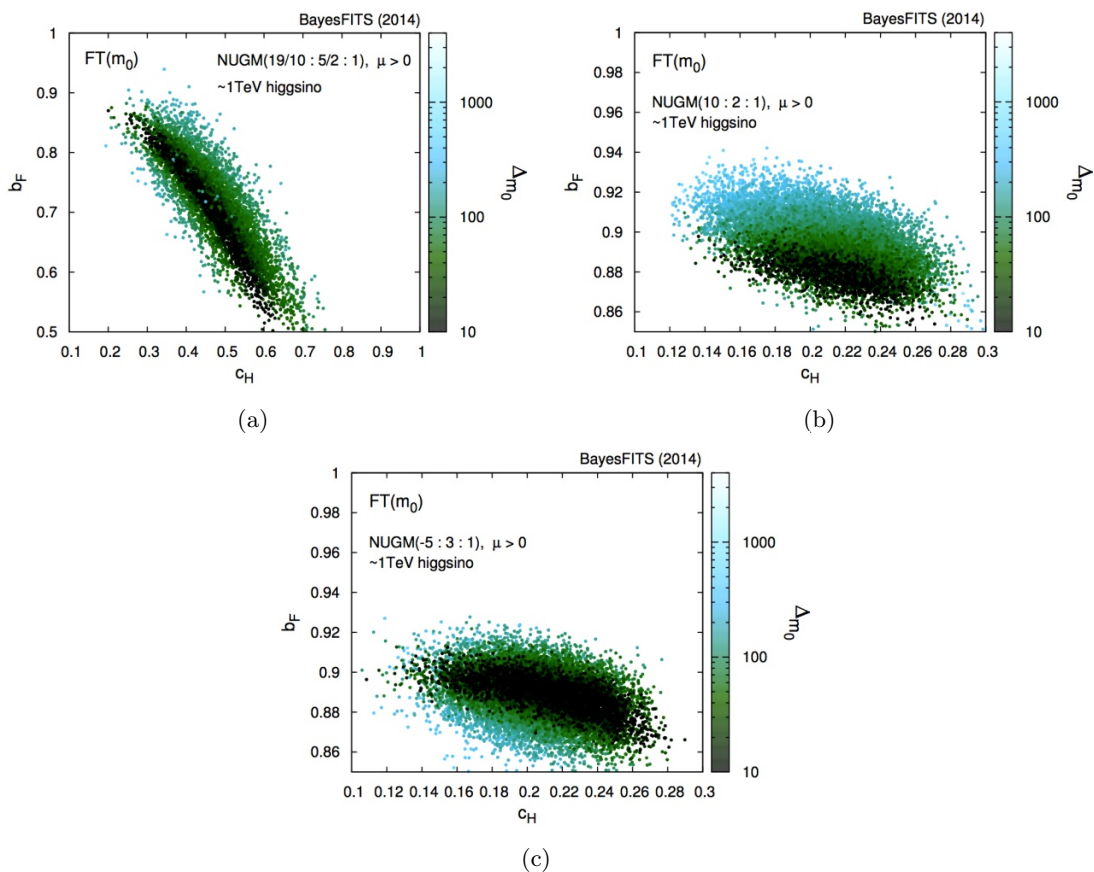 BayesFITS (2014)
1
FT(m0)
NUGM(19/10 : 5/2 : 1), μ > 0
~1TeV higgsino
0.9
0.8
bF
0.7
0.6
0.5
0.1 0.2 0.3 0.4 0.5 0.6 0.7 0.8 0.9 1
cH
1000
100
10
Δm0
(a)
BayesFITS (2014)
1
0.98
FT(m0)
0.96
NUGM(10 : 2 : 1), μ > 0
~1TeV higgsino
0.94
bF
0.92
0.9
0.88
0.86
0.1 0.12 0.14 0.16 0.18 0.2 0.22 0.24 0.26 0.28 0.3
cH
1000
100
10
Δm0
(b)
BayesFITS (2014)
1
0.98
FT(m0)
0.96
NUGM(-5 : 3 : 1), μ > 0
~1TeV higgsino
0.94
bF
0.92
0.9
0.88
0.86
0.1 0.12 0.14 0.16 0.18 0.2 0.22 0.24 0.26 0.28 0.3
cH
1000
100
10
Δm0
(c)